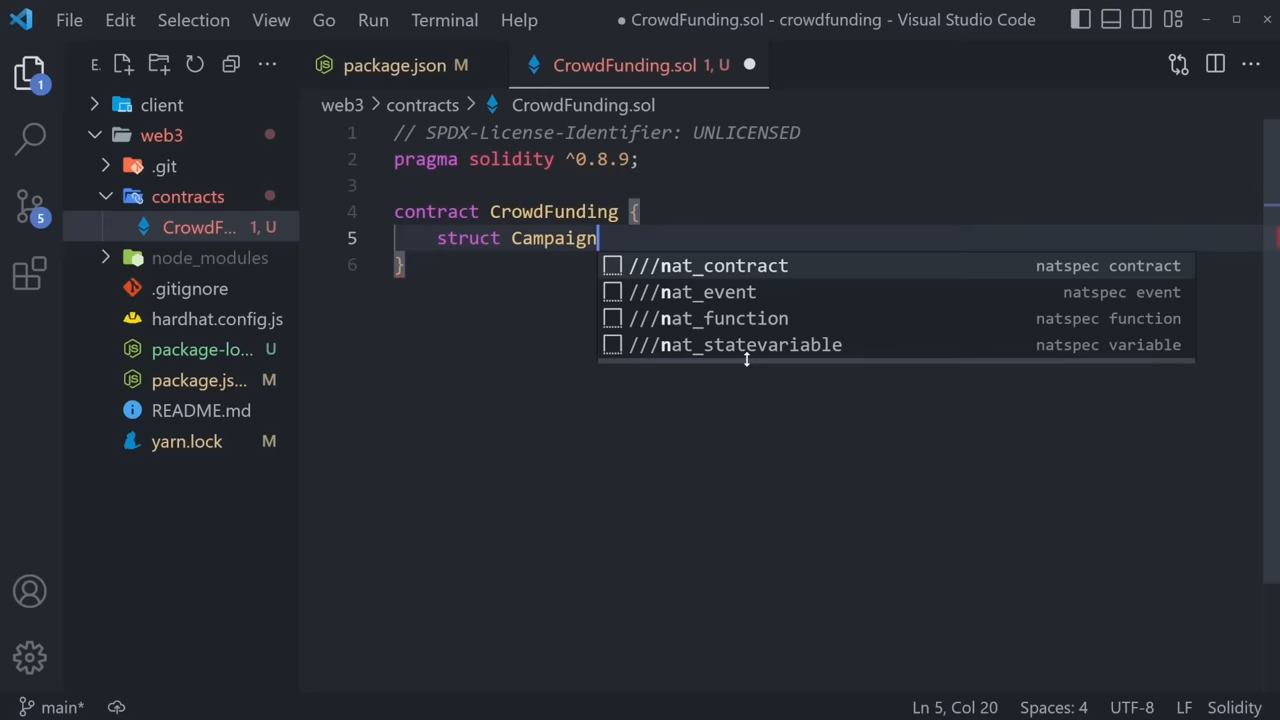 File Edit Selection View Go Run Terminal Help ● CrowdFunding.sol - crowdfunding - Visual Studio Code
E.
package.json M
CrowdFunding.sol 1, U
1
client
web3 > contracts > CrowdFunding.sol
web3
.git
contracts
CrowdF... 1, U
node_modules
.gitignore
hardhat.config.js
package-lo... U
package.js... M
README.md
yarn.lock M
5
1 // SPDX-License-Identifier: UNLICENSED
2 pragma solidity ^0.8.9;
3
4 contract CrowdFunding {
5 struct Campaign
6 }
///nat_contract natspec contract
///nat_event natspec event
///nat_function natspec function
///nat_statevariable natspec variable
main* Ln 5, Col 20 Spaces: 4 UTF-8 LF Solidity